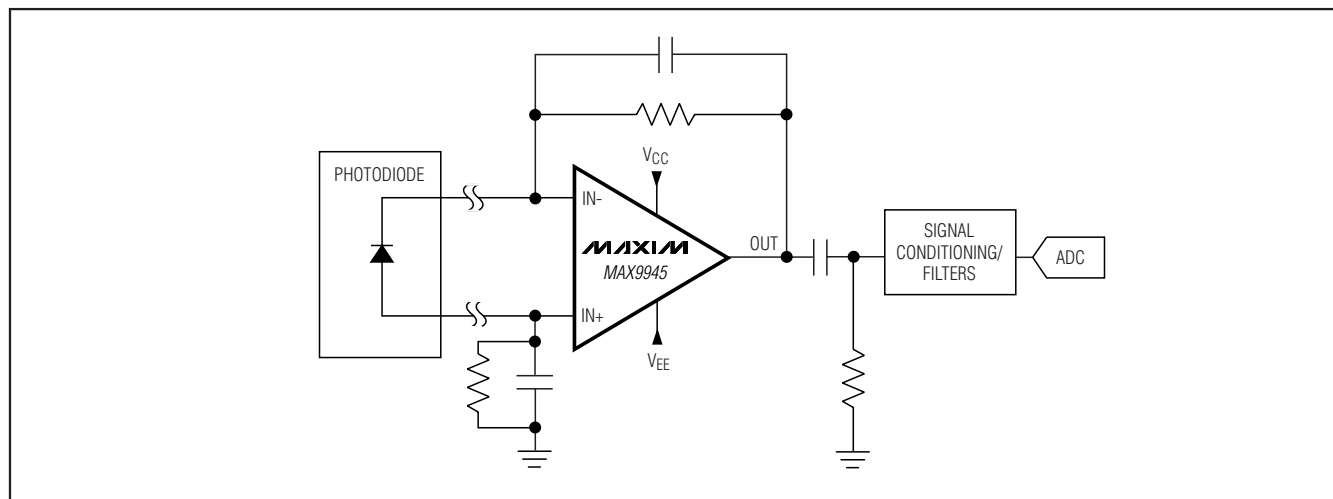 PHOTODIODE
VCC
IN-
MAXIM
MAX9945
OUT
IN+
VEE
SIGNAL
CONDITIONING/
FILTERS
ADC